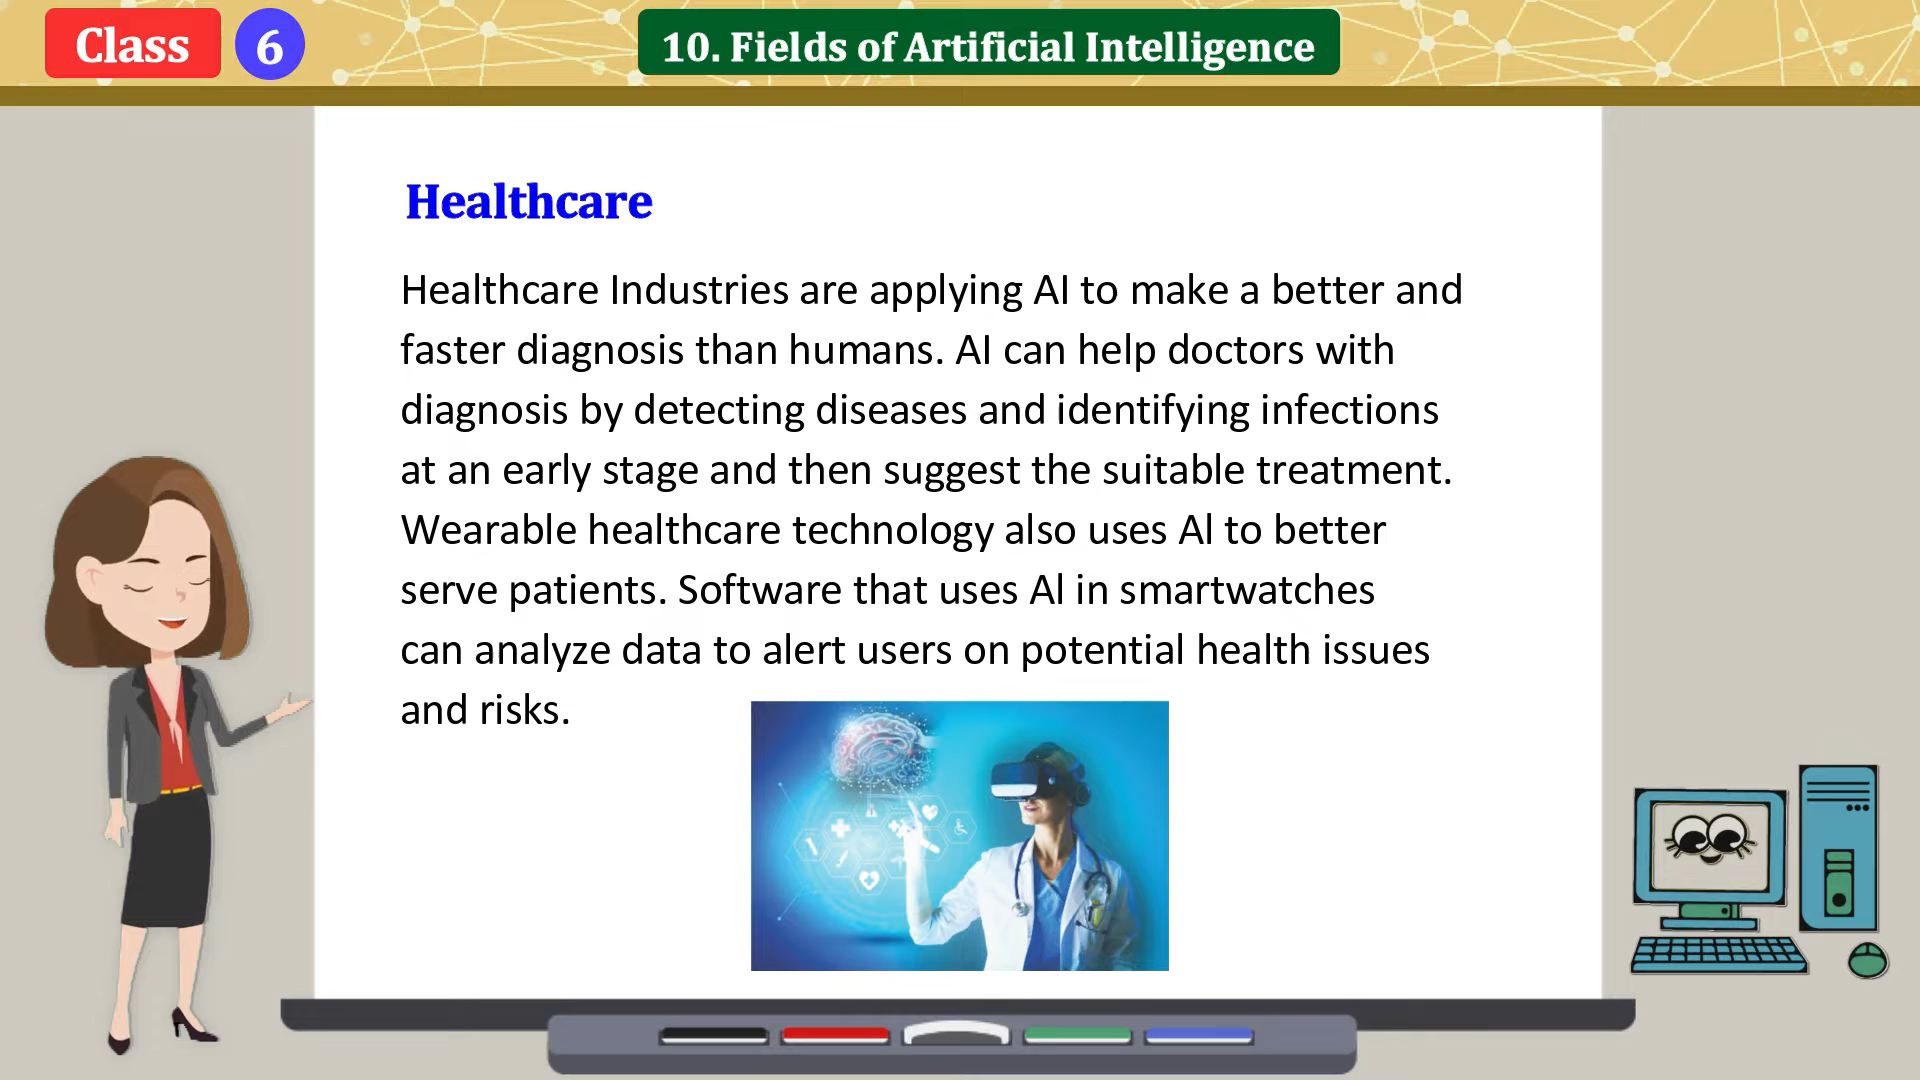 Class 6
10. Fields of Artificial Intelligence
Healthcare
Healthcare Industries are applying AI to make a better and
faster diagnosis than humans. AI can help doctors with
diagnosis by detecting diseases and identifying infections
at an early stage and then suggest the suitable treatment.
Wearable healthcare technology also uses Al to better
serve patients. Software that uses Al in smartwatches
can analyze data to alert users on potential health issues
and risks.